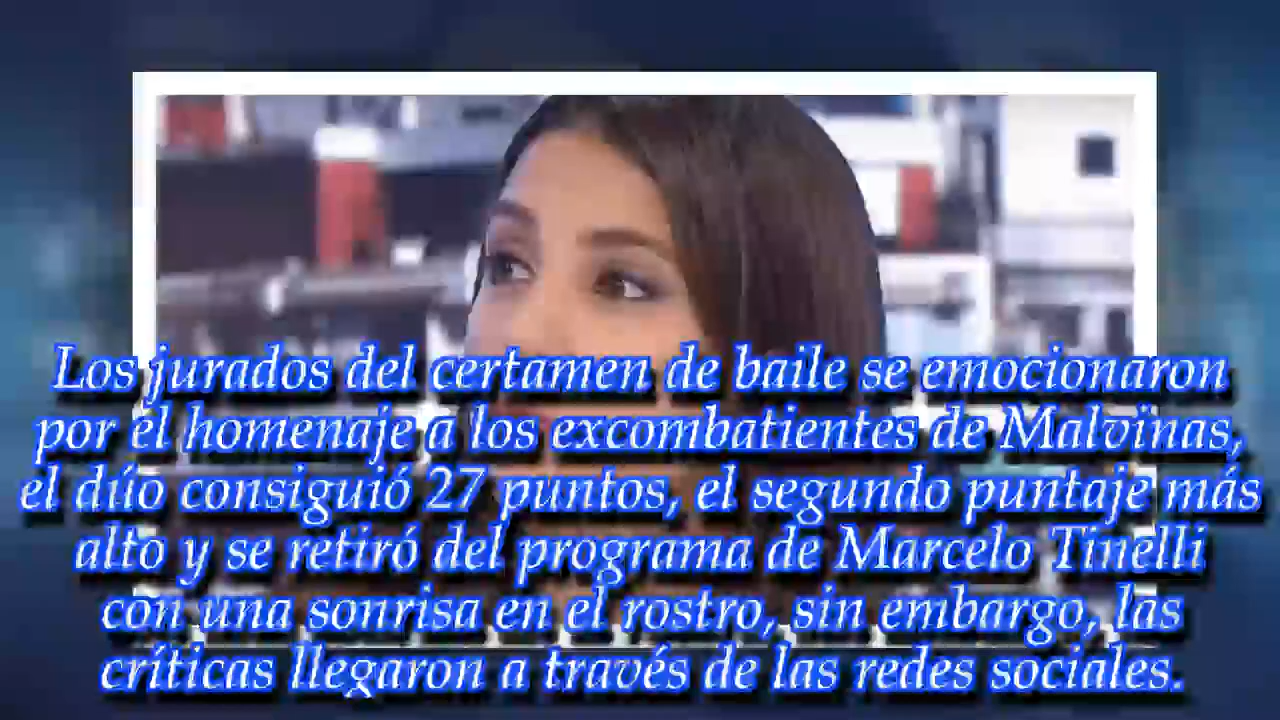 Los jurados del certamen de baile se emocionaron
por el homenaje a los excombatientes de Malvinas,
el dúo consiguió 27 puntos, el segundo puntaje más
alto y se retiró del programa de Marcelo Tinelli
con una sonrisa en el rostro, sin embargo, las
críticas llegaron a través de las redes sociales.